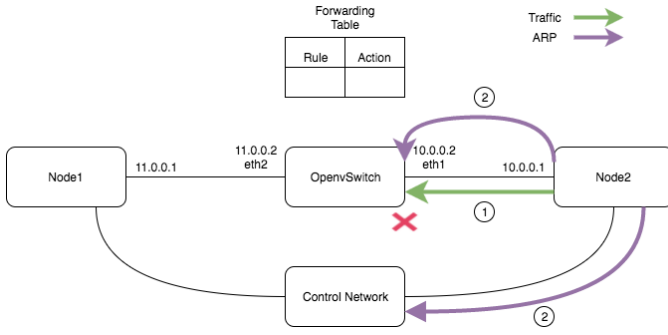 Forwarding
Table
Rule
Action
Traffic
ARP
2
Node1
11.0.0.1
11.0.0.2
eth2
OpenvSwitch
10.0.0.2
eth1
10.0.0.1
Node2
1
Control Network
2